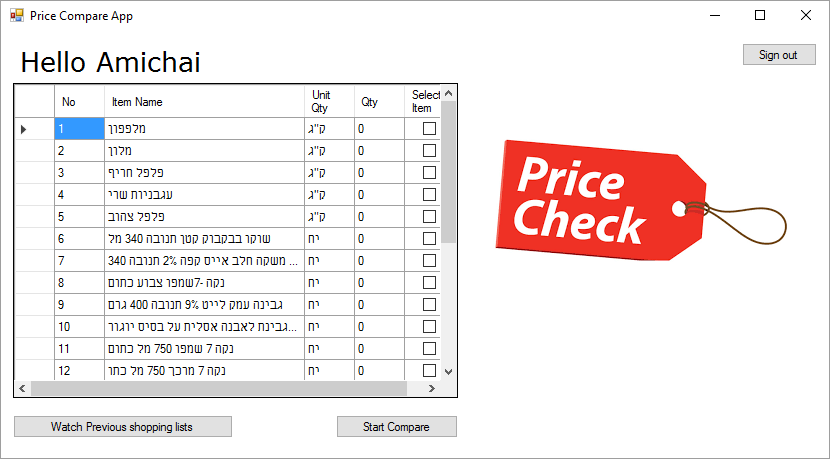 Price Compare App
Sign out
Hello Amichai
No Item Name Unit Qty Qty Select Item
1 מלפפון ק"ג 0
2 מלון ק"ג 0
3 פלפל חריף ק"ג 0
4 עגבניות שרי ק"ג 0
5 פלפל צהוב ק"ג 0
6 שוקו בבקבוק קטן תנובה 340 מל יח 0
7 משקה חלב אייס קפה 2% תנובה 340 ... יח 0
8 נקה -7שמפו צבוע כתום יח 0
9 גבינה עמק לייט 9% תנובה 400 גרם יח 0
10 גבינת לאבנה אסלית על בסיס יוגור... יח 0
11 נקה 7 שמפו 750 מל כתום יח 0
12 נקה 7 מרכך 750 מל כתו יח 0
Price
Check
Watch Previous shopping lists
Start Compare